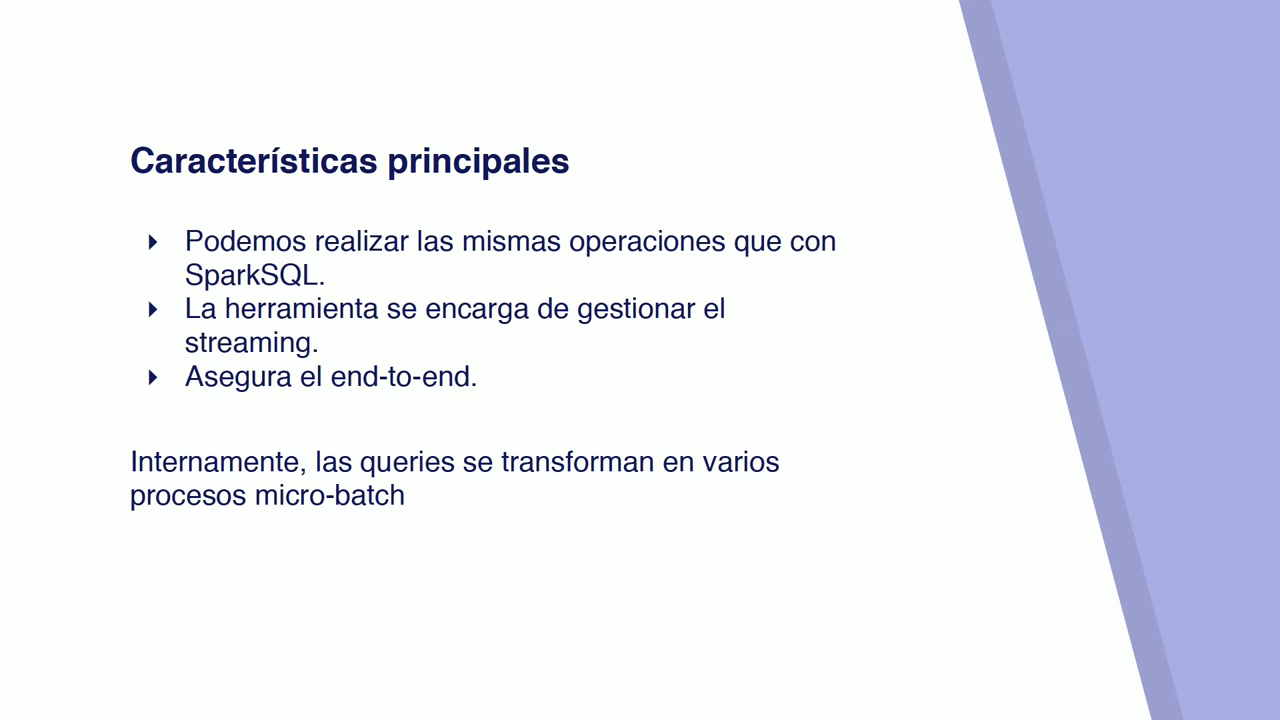 Características principales
Podemos realizar las mismas operaciones que con
SparkSQL.
La herramienta se encarga de gestionar el
streaming.
Asegura el end-to-end.
Internamente, las queries se transforman en varios
procesos micro-batch